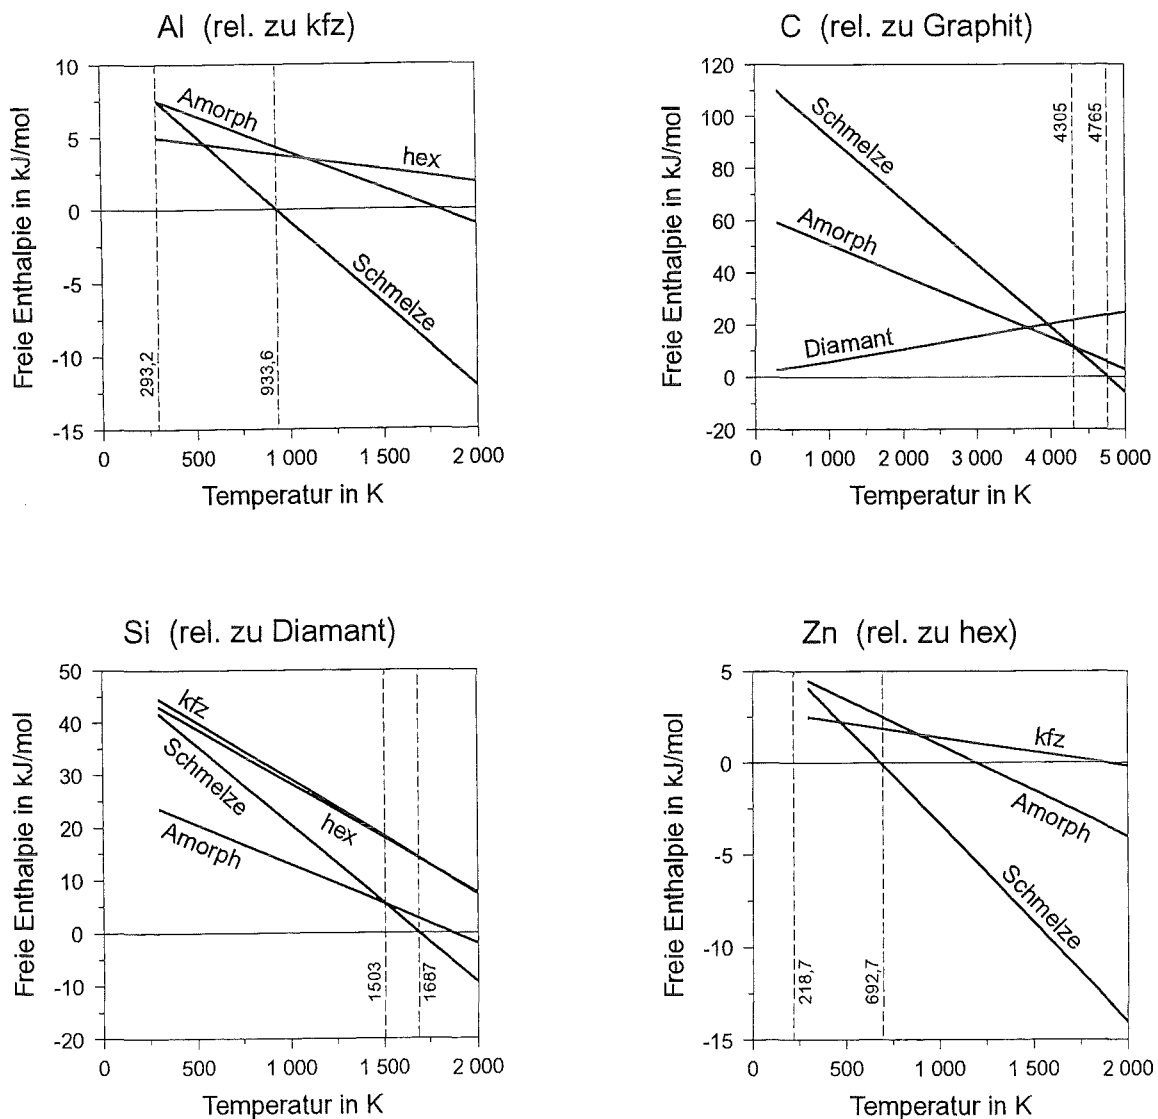 Al (rel. zu kfz)
Freie Enthalpie in kJ/mol
10
5
0
-5
-10
-15
Amorph
hex
Schmelze
293,2
933,6
0
500
1 000
1 500
2 000
Temperatur in K
C (rel. zu Graphit)
Freie Enthalpie in kJ/mol
120
100
80
60
40
20
0
-20
Schmelze
Amorph
Diamant
4305
4765
0
1 000
2 000
3 000
4 000
5 000
Temperatur in K
Si (rel. zu Diamant)
Freie Enthalpie in kJ/mol
50
40
30
20
10
0
-10
-20
kfz
Schmelze
hex
Amorph
1503
1687
0
500
1 000
1 500
2 000
Temperatur in K
Zn (rel. zu hex)
Freie Enthalpie in kJ/mol
5
0
-5
-10
-15
kfz
Amorph
Schmelze
218,7
692,7
0
500
1 000
1 500
2 000
Temperatur in K